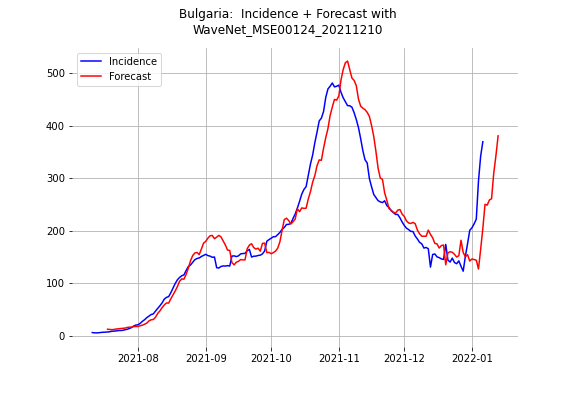 Bulgaria:  Incidence + Forecast with
WaveNet_MSE00124_20211210
Incidence
Forecast
500
400
300
200
100
0
2021-08 2021-09 2021-10 2021-11 2021-12 2022-01